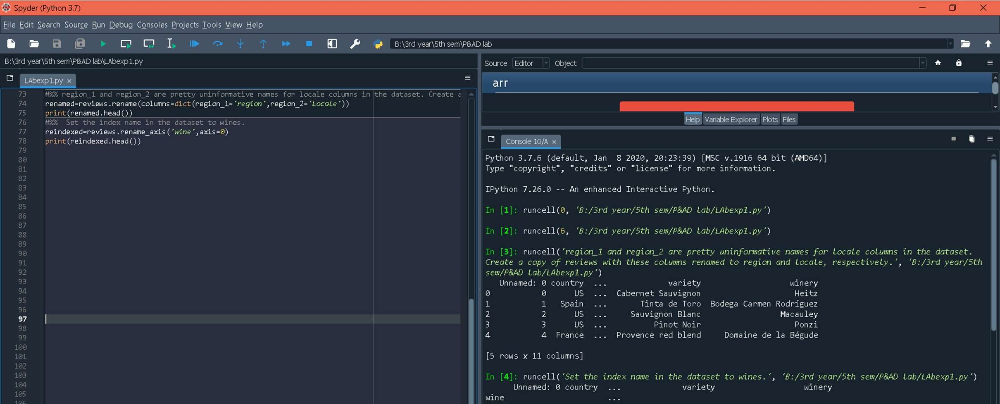 Spyder (Python 3.7)
File Edit Search Source Run Debug Consoles Projects Tools View Help
B:\3rd year\5th sem\P&AD lab
B:\3rd year\5th sem\P&AD lab\LAbexp1.py
LAbexp1.py
73 #%% region_1 and region_2 are pretty uninformative names for locale columns in the dataset. Create a
74 renamed=reviews.rename(columns=dict(region_1='region',region_2='Locale'))
75 print(renamed.head())
76 #%%  Set the index name in the dataset to wines.
77 reindexed=reviews.rename_axis('wine',axis=0)
78 print(reindexed.head())
79
80
81
82
83
84
85
86
87
88
89
90
91
92
93
94
95
96
97
98
99
100
101
102
103
104
105
106
Source Editor Object
arr
Help Variable Explorer Plots Files
Console 10/A
Python 3.7.6 (default, Jan  8 2020, 20:23:39) [MSC v.1916 64 bit (AMD64)]
Type "copyright", "credits" or "license" for more information.
IPython 7.26.0 -- An enhanced Interactive Python.
In [1]: runcell(0, 'B:/3rd year/5th sem/P&AD lab/LAbexp1.py')
In [2]: runcell(6, 'B:/3rd year/5th sem/P&AD lab/LAbexp1.py')
In [3]: runcell('region_1 and region_2 are pretty uninformative names for locale columns in the dataset.
Create a copy of reviews with these columns renamed to region and locale, respectively.', 'B:/3rd year/5th
sem/P&AD lab/LAbexp1.py')
Unnamed: 0 country ... variety winery
0 0 US ... Cabernet Sauvignon Heitz
1 1 Spain ... Tinta de Toro Bodega Carmen Rodríguez
2 2 US ... Sauvignon Blanc Macauley
3 3 US ... Pinot Noir Ponzi
4 4 France ... Provence red blend Domaine de la Bégude
[5 rows x 11 columns]
In [4]: runcell('Set the index name in the dataset to wines.', 'B:/3rd year/5th sem/P&AD lab/LAbexp1.py')
Unnamed: 0 country ... variety winery
wine ...